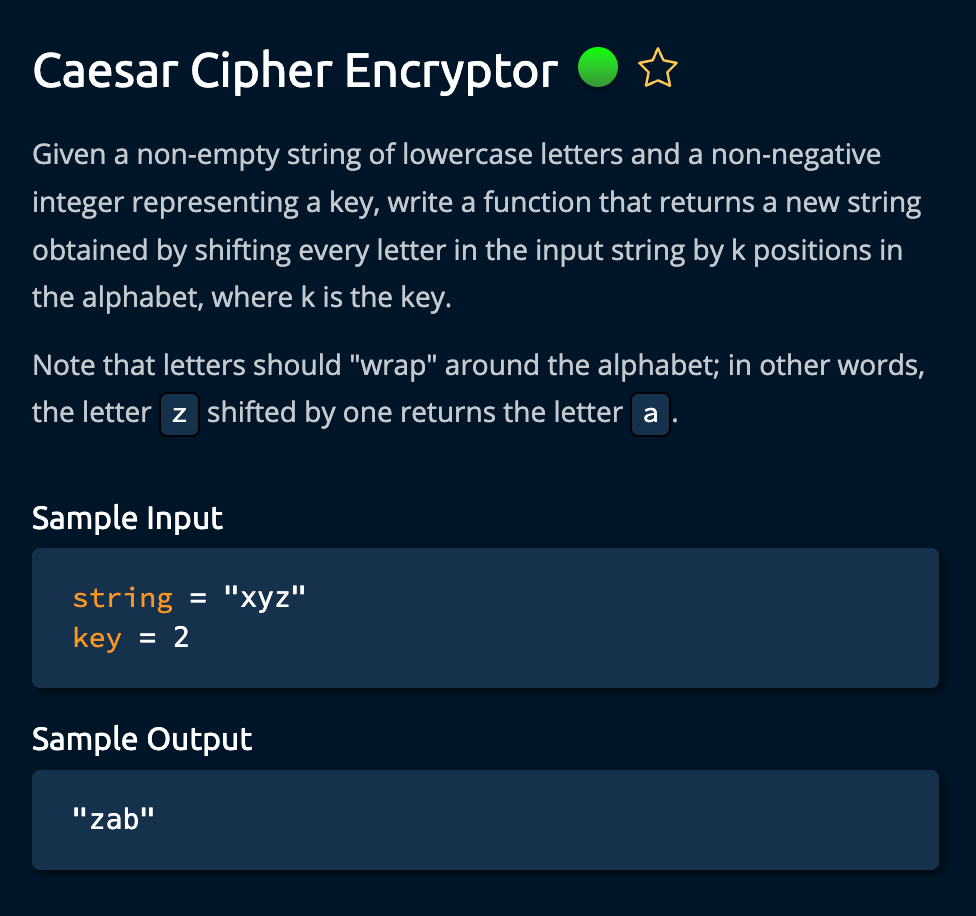 Caesar Cipher Encryptor
Given a non-empty string of lowercase letters and a non-negative
integer representing a key, write a function that returns a new string
obtained by shifting every letter in the input string by k positions in
the alphabet, where k is the key.
Note that letters should "wrap" around the alphabet; in other words,
the letter z shifted by one returns the letter a.
Sample Input
string = "xyz"
key = 2
Sample Output
"zab"